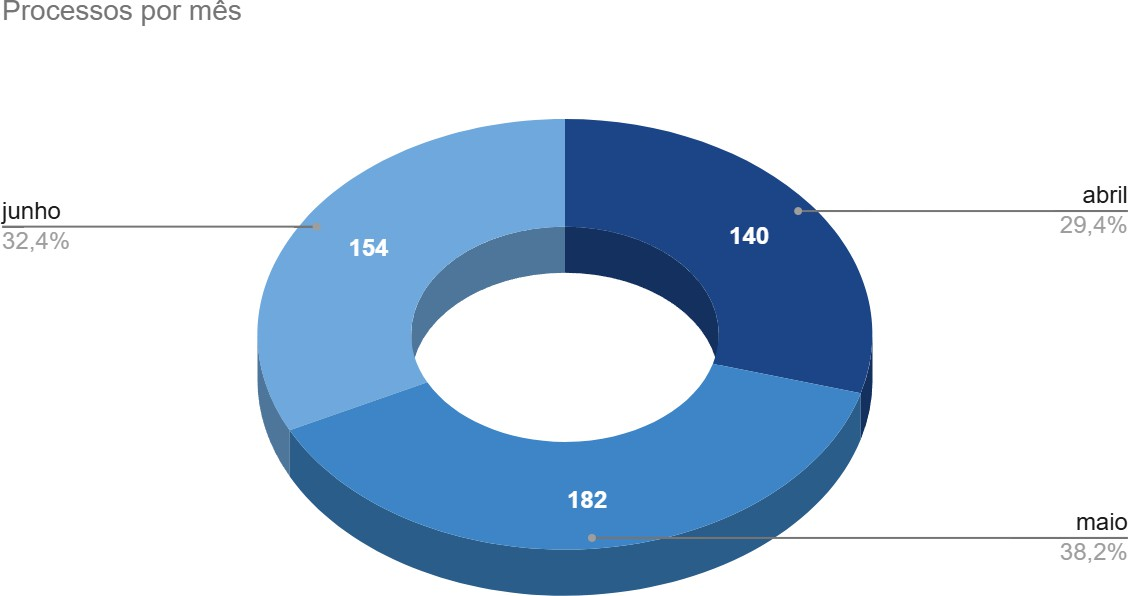 Processos por mês
junho
32,4%
154
140
abril
29,4%
182
maio
38,2%